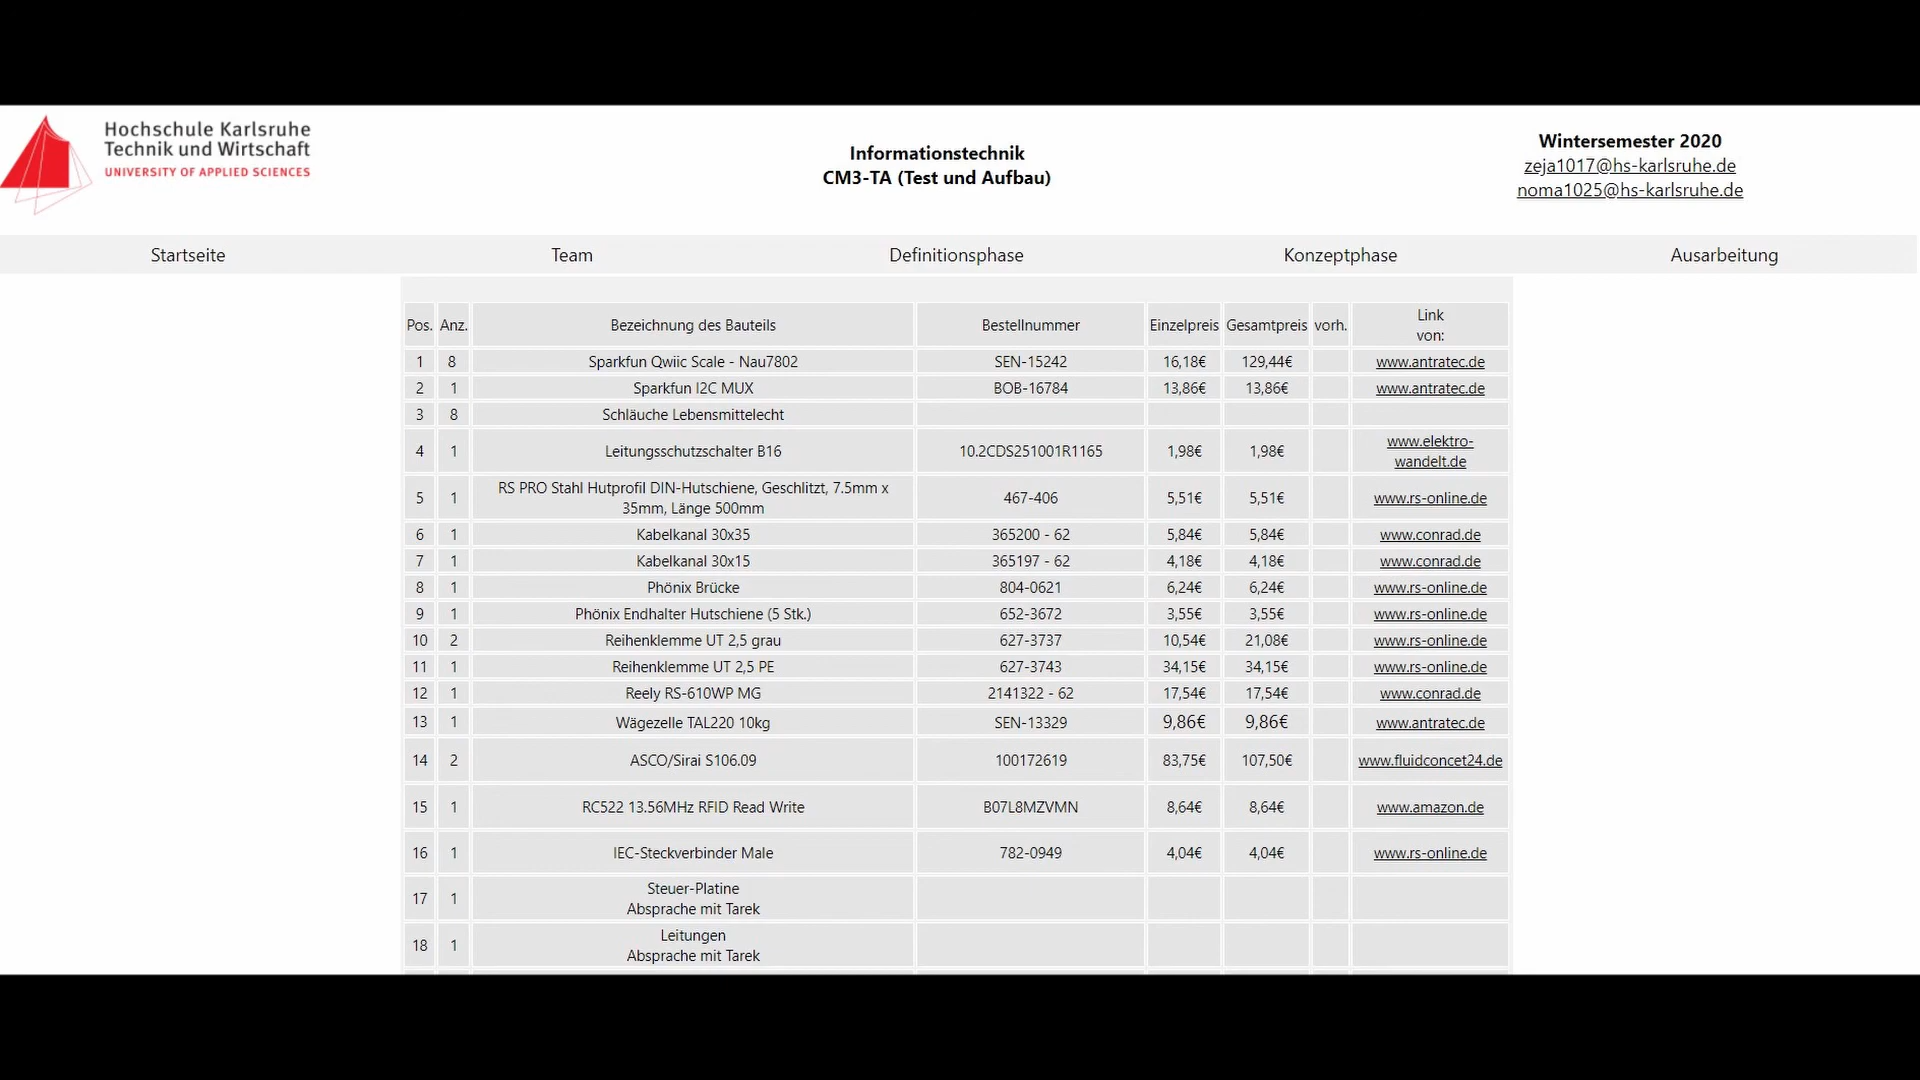 Hochschule Karlsruhe
Technik und Wirtschaft
UNIVERSITY OF APPLIED SCIENCES
Informationstechnik
CM3-TA (Test und Aufbau)
Wintersemester 2020
zeja1017@hs-karlsruhe.de
noma1025@hs-karlsruhe.de
Startseite Team Definitionsphase Konzeptphase Ausarbeitung
Pos. Anz. Bezeichnung des Bauteils Bestellnummer Einzelpreis Gesamtpreis vorh. Link
von:
1 8 Sparkfun Qwiic Scale - Nau7802 SEN-15242 16,18€ 129,44€ www.antratec.de
2 1 Sparkfun I2C MUX BOB-16784 13,86€ 13,86€ www.antratec.de
3 8 Schläuche Lebensmittelecht
4 1 Leitungsschutzschalter B16 10.2CDS251001R1165 1,98€ 1,98€ www.elektro-
wandelt.de
5 1 RS PRO Stahl Hutprofil DIN-Hutschiene, Geschlitzt, 7.5mm x
35mm, Länge 500mm 467-406 5,51€ 5,51€ www.rs-online.de
6 1 Kabelkanal 30x35 365200 - 62 5,84€ 5,84€ www.conrad.de
7 1 Kabelkanal 30x15 365197 - 62 4,18€ 4,18€ www.conrad.de
8 1 Phönix Brücke 804-0621 6,24€ 6,24€ www.rs-online.de
9 1 Phönix Endhalter Hutschiene (5 Stk.) 652-3672 3,55€ 3,55€ www.rs-online.de
10 2 Reihenklemme UT 2,5 grau 627-3737 10,54€ 21,08€ www.rs-online.de
11 1 Reihenklemme UT 2,5 PE 627-3743 34,15€ 34,15€ www.rs-online.de
12 1 Reely RS-610WP MG 2141322 - 62 17,54€ 17,54€ www.conrad.de
13 1 Wägezelle TAL220 10kg SEN-13329 9,86€ 9,86€ www.antratec.de
14 2 ASCO/Sirai S106.09 100172619 83,75€ 107,50€ www.fluidconcet24.de
15 1 RC522 13.56MHz RFID Read Write B07L8MZVMN 8,64€ 8,64€ www.amazon.de
16 1 IEC-Steckverbinder Male 782-0949 4,04€ 4,04€ www.rs-online.de
17 1 Steuer-Platine
Absprache mit Tarek
18 1 Leitungen
Absprache mit Tarek